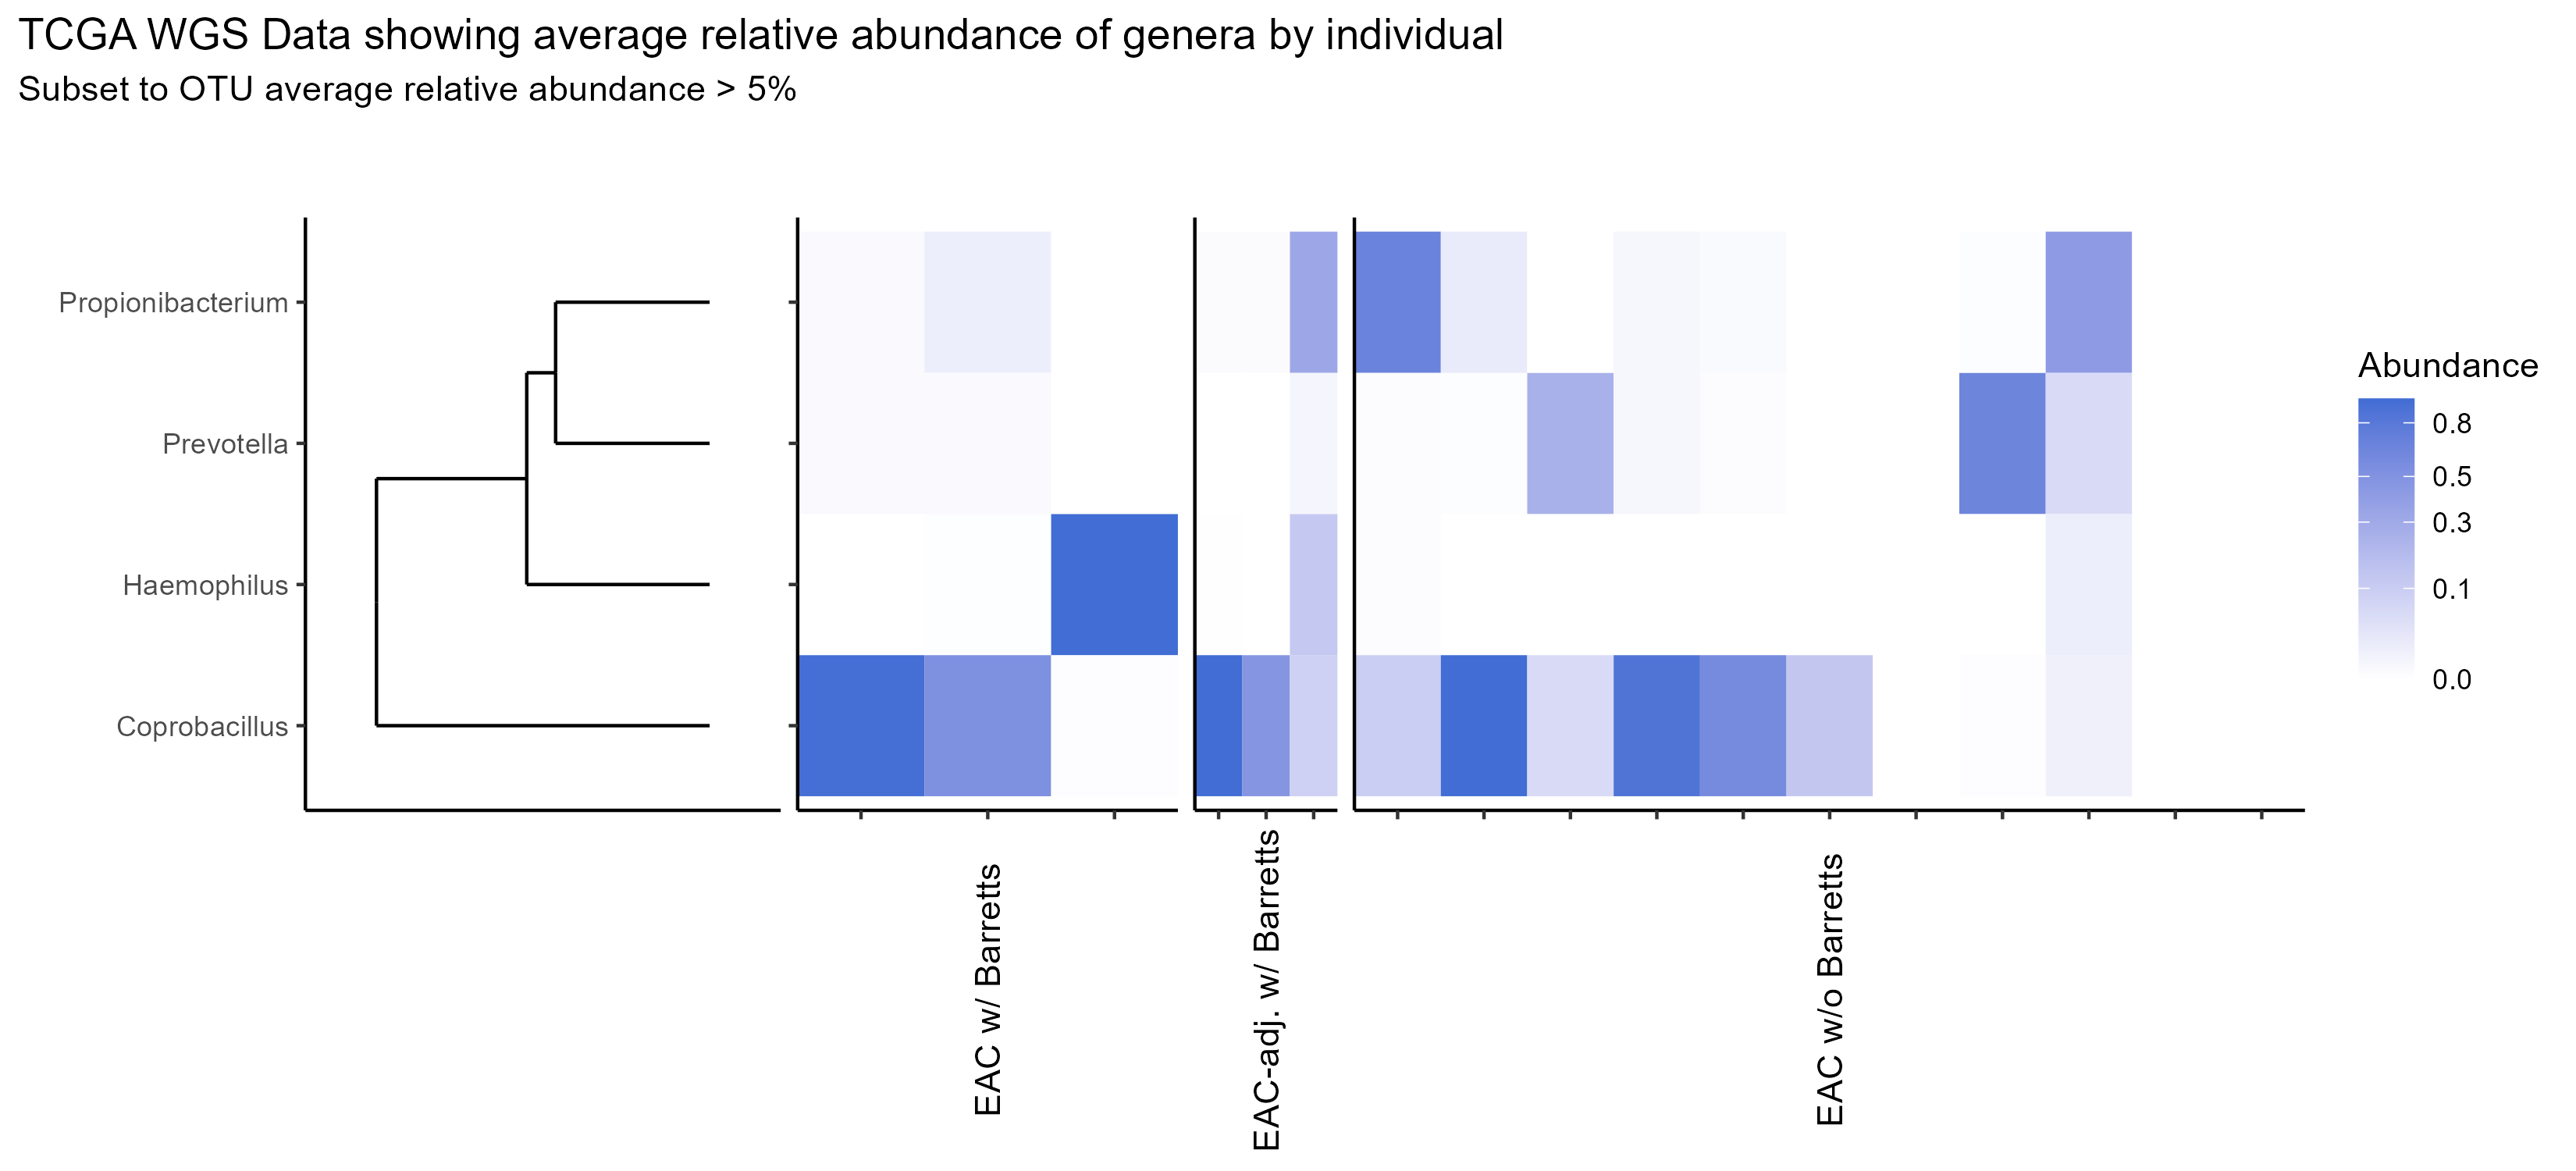 TCGA WGS Data showing average relative abundance of genera by individual
Subset to OTU average relative abundance > 5%
Propionibacterium
Prevotella
Haemophilus
Coprobacillus
EAC w/ Barretts
EAC-adj. w/ Barretts
EAC w/o Barretts
Abundance
0.8
0.5
0.3
0.1
0.0